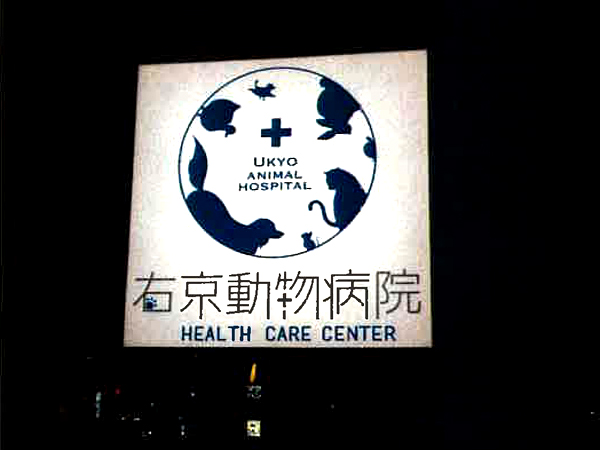 UKYO
ANIMAL
HOSPITAL
右京動物病院
HEALTH CARE CENTER